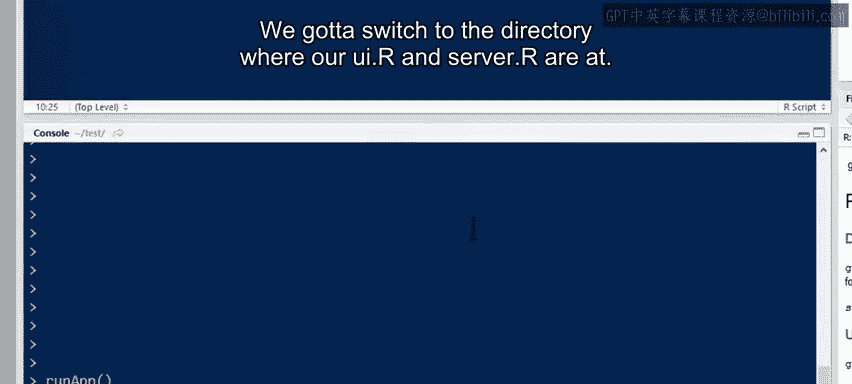 GPT中英字幕课程资源@bilibili.com
We gotta switch to the directory
where our ui.R and server.R are at.
10:25 (Top Level) R Script
Console ~/test/
>
>
>
>
>
>
>
>
>
>
>
>
> runApp()